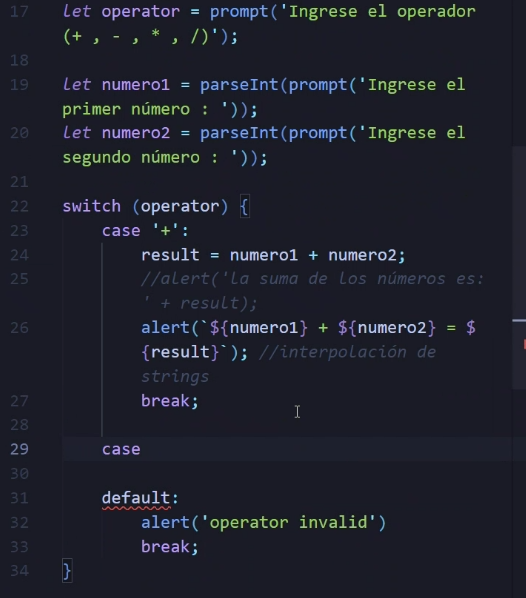 17 let operator = prompt('Ingrese el operador
(+ , - , * , /)');
18
19 let numero1 = parseInt(prompt('Ingrese el
primer número : '));
20 let numero2 = parseInt(prompt('Ingrese el
segundo número : '));
21
22 switch (operator) {
23 case '+':
24 result = numero1 + numero2;
25 //alert('la suma de los números es:
' + result);
26 alert(`${numero1} + ${numero2} = $
{result}`); //interpolación de
strings
27 break;
28
29 case
30
31 default:
32 alert('operator invalid')
33 break;
34 }